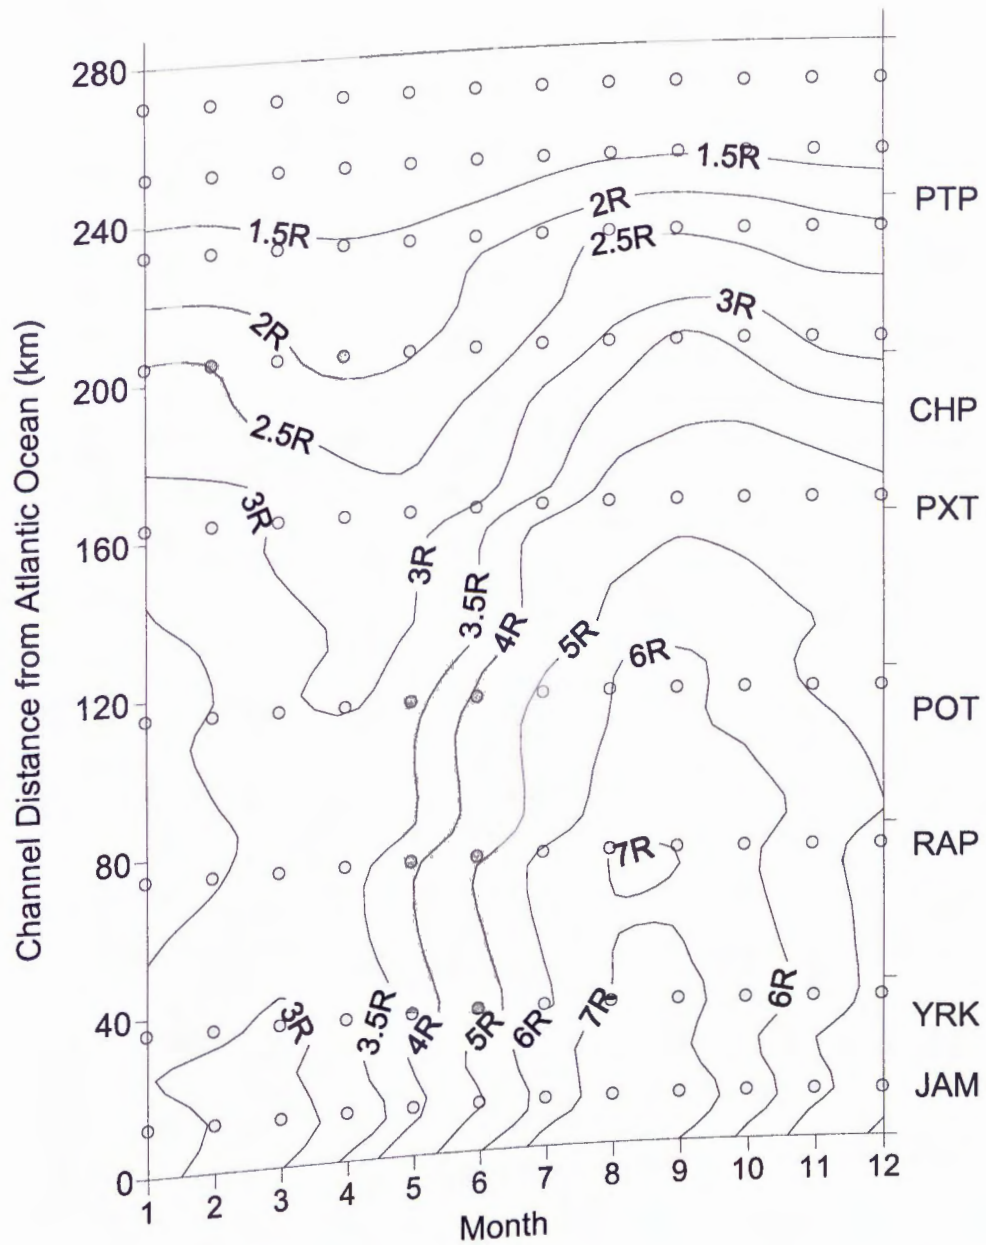 280
240
200
160
120
80
40
0
Channel Distance from Atlantic Ocean (km)
1.5R
1.5R
2R
2R
2.5R
2.5R
3R
3R
3R
3.5R
4R
5R
6R
7R
3R
3.5R
4R
5R
6R
7R
6R
PTP
CHP
PXT
POT
RAP
YRK
JAM
1 2 3 4 5 6 7 8 9 10 11 12
Month